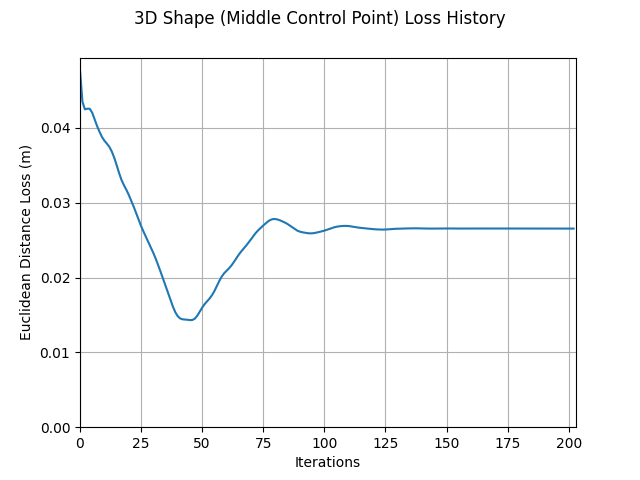 3D Shape (Middle Control Point) Loss History
Euclidean Distance Loss (m)
0.04
0.03
0.02
0.01
0.00
0 25 50 75 100 125 150 175 200
Iterations